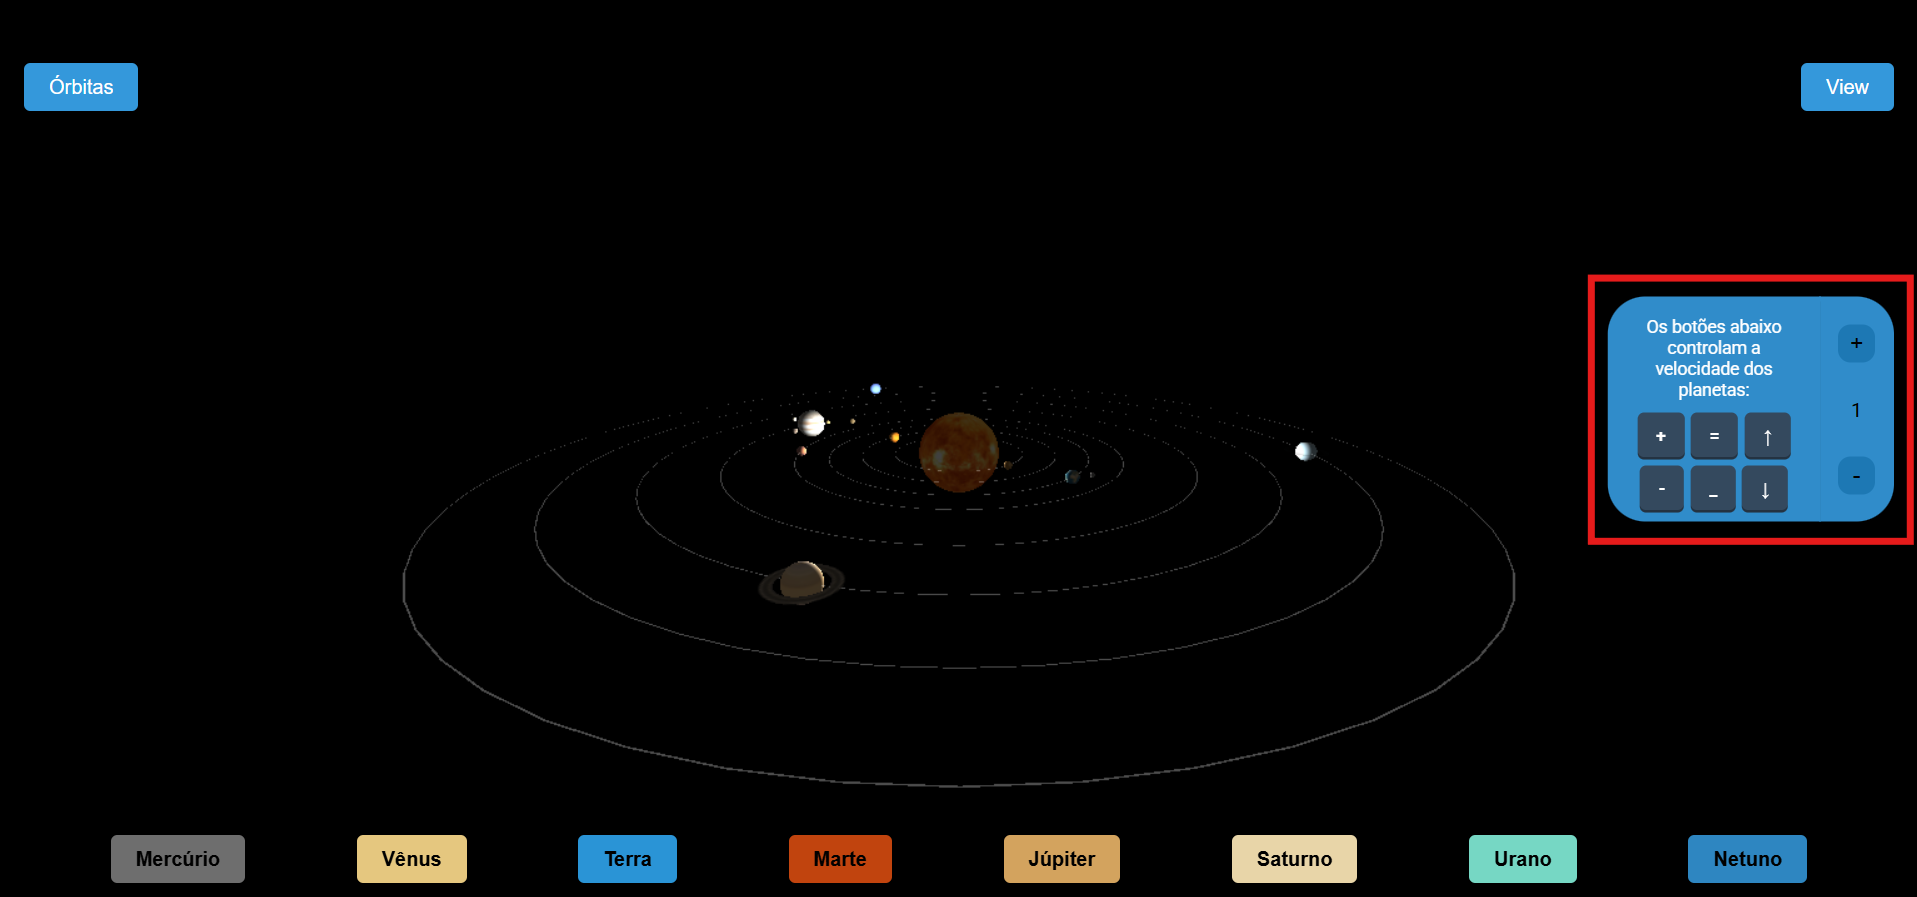 Órbitas
View
Os botões abaixo
controlam a
velocidade dos
planetas:
+ = ↑
- _ ↓
+
1
-
Mercúrio
Vênus
Terra
Marte
Júpiter
Saturno
Urano
Netuno